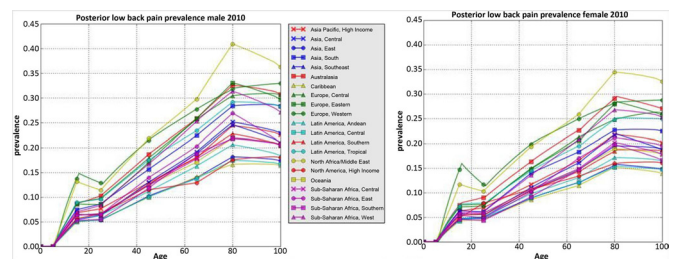 Posterior low back pain prevalence male 2010
0.45
0.40
0.35
0.30
0.25
0.20
0.15
0.10
0.05
0.00
prevalence
0 20 40 60 80 100
Age
Asia Pacific, High Income
Asia, Central
Asia, East
Asia, South
Asia, Southeast
Australasia
Caribbean
Europe, Central
Europe, Eastern
Europe, Western
Latin America, Andean
Latin America, Central
Latin America, Southern
Latin America, Tropical
North Africa/Middle East
North America, High Income
Oceania
Sub-Saharan Africa, Central
Sub-Saharan Africa, East
Sub-Saharan Africa, Southern
Sub-Saharan Africa, West
Posterior low back pain prevalence female 2010
0.45
0.40
0.35
0.30
0.25
0.20
0.15
0.10
0.05
0.00
prevalence
0 20 40 60 80 100
Age